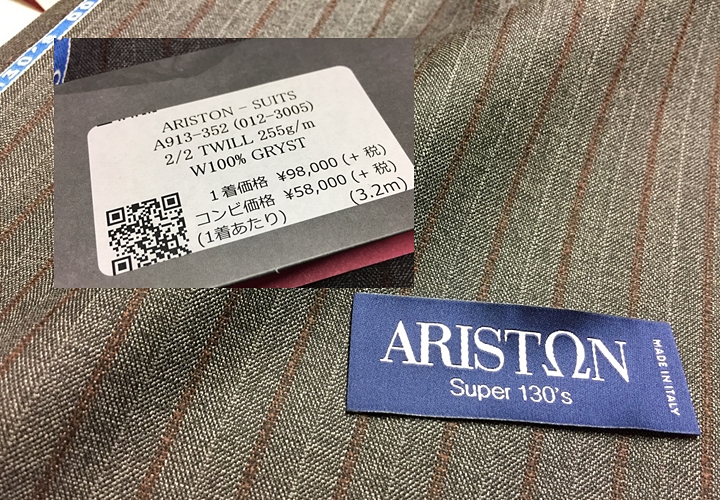 ARISTON - SUITS
A913-352 (012-3005)
2/2 TWILL 255g/m
W100% GRYST
1着価格 ¥98,000 (+ 税)
コンビ価格 ¥58,000 (+ 税)
(1着あたり) (3.2m)
ARISTΩN
Super 130's
MADE IN ITALY